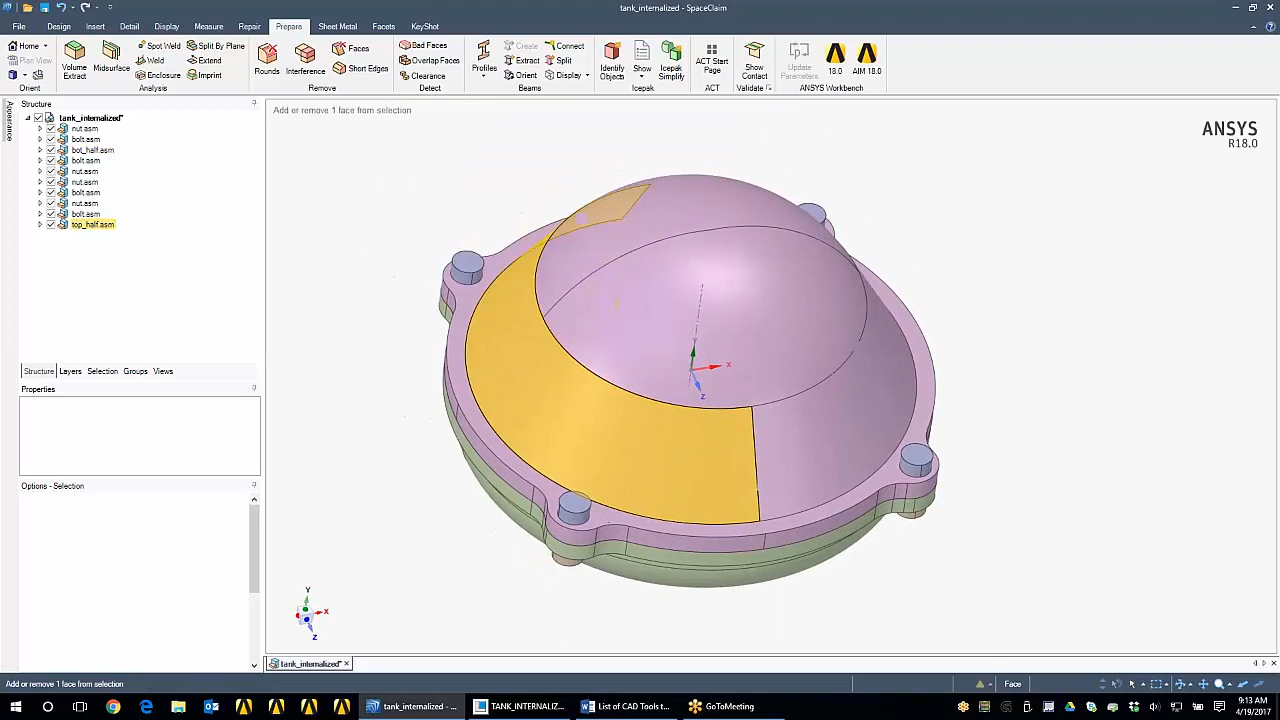 tank_internalized* - SpaceClaim
File Design Insert Detail Display Measure Repair Prepare Sheet Metal Facets KeyShot
Home
Plan View
Orient
Volume Extract
Midsurface
Spot Weld
Weld
Enclosure
Split By Plane
Extend
Imprint
Analysis
Rounds
Interference
Faces
Short Edges
Remove
Bad Faces
Overlap Faces
Clearance
Detect
Profiles
Create
Extract
Orient
Connect
Split
Display
Beams
Identify Objects
Show
Icepak Simplify
Icepak
ACT Start Page
ACT
Show Contact
Validate
Update Parameters
18.0
AIM 18.0
ANSYS Workbench
Appearance
Structure
tank_internalized*
nut.asm
bolt.asm
bot_half.asm
bolt.asm
nut.asm
nut.asm
bolt.asm
nut.asm
bolt.asm
top_half.asm
Structure Layers Selection Groups Views
Properties
Options - Selection
Add or remove 1 face from selection
ANSYS
R18.0
Y
X
Z
Y
X
Z
tank_internalized*
Add or remove 1 face from selection
Face
tank_internalized - ...
TANK_INTERNALIZ...
List of CAD Tools t...
GoToMeeting
9:13 AM
4/19/2017